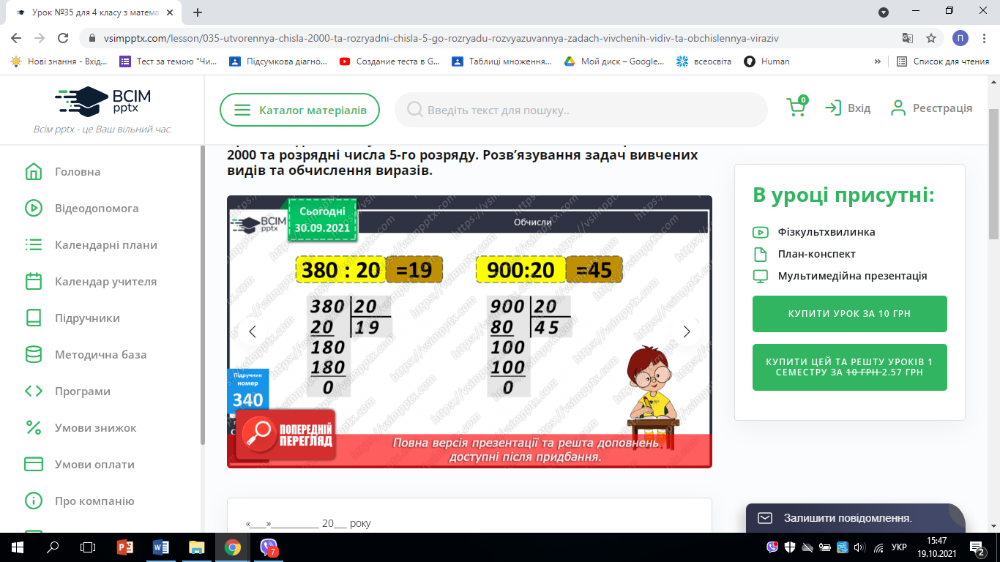 Урок №35 для 4 класу з матема
vsimpptx.com/lesson/035-utvorennya-chisla-2000-ta-rozryadni-chisla-5-go-rozryadu-rozvyazuvannya-zadach-vivchenih-vidiv-ta-obchislennya-viraziv
П
Нові знання - Вхід...
Тест за темою "Чи...
Підсумкова діагно...
Создание теста в G...
Таблиці множення...
Мой диск – Google...
всеосвіта
Human
»
Список для чтения
ВСІМ
pptx
Всім pptx - це Ваш вільний час.
Каталог матеріалів
Введіть текст для пошуку..
0
Вхід
Реєстрація
Головна
Відеодопомога
Календарні плани
Календар учителя
Підручники
Методична база
Програми
Умови знижок
Умови оплати
Про компанію
2000 та розрядні числа 5-го розряду. Розв’язування задач вивчених
видів та обчислення виразів.
ВСІМ
pptx
Сьогодні
30.09.2021
Обчисли
380 : 20 =19
900:20 =45
380 20
20 19
180
180
0
900 20
80 45
100
100
0
Підручник
номер
340
ПОПЕРЕДНІЙ
ПЕРЕГЛЯД
Повна версія презентації та решта доповнень
доступні після придбання.
https://vsimpptx.com
«___»__________ 20___ року
В уроці присутні:
Фізкультхвилинка
План-конспект
Мультимедійна презентація
КУПИТИ УРОК ЗА 10 ГРН
КУПИТИ ЦЕЙ ТА РЕШТУ УРОКІВ 1
СЕМЕСТРУ ЗА 10 ГРН 2.57 ГРН
Залишити повідомлення.
7
УКР
15:47
19.10.2021
2